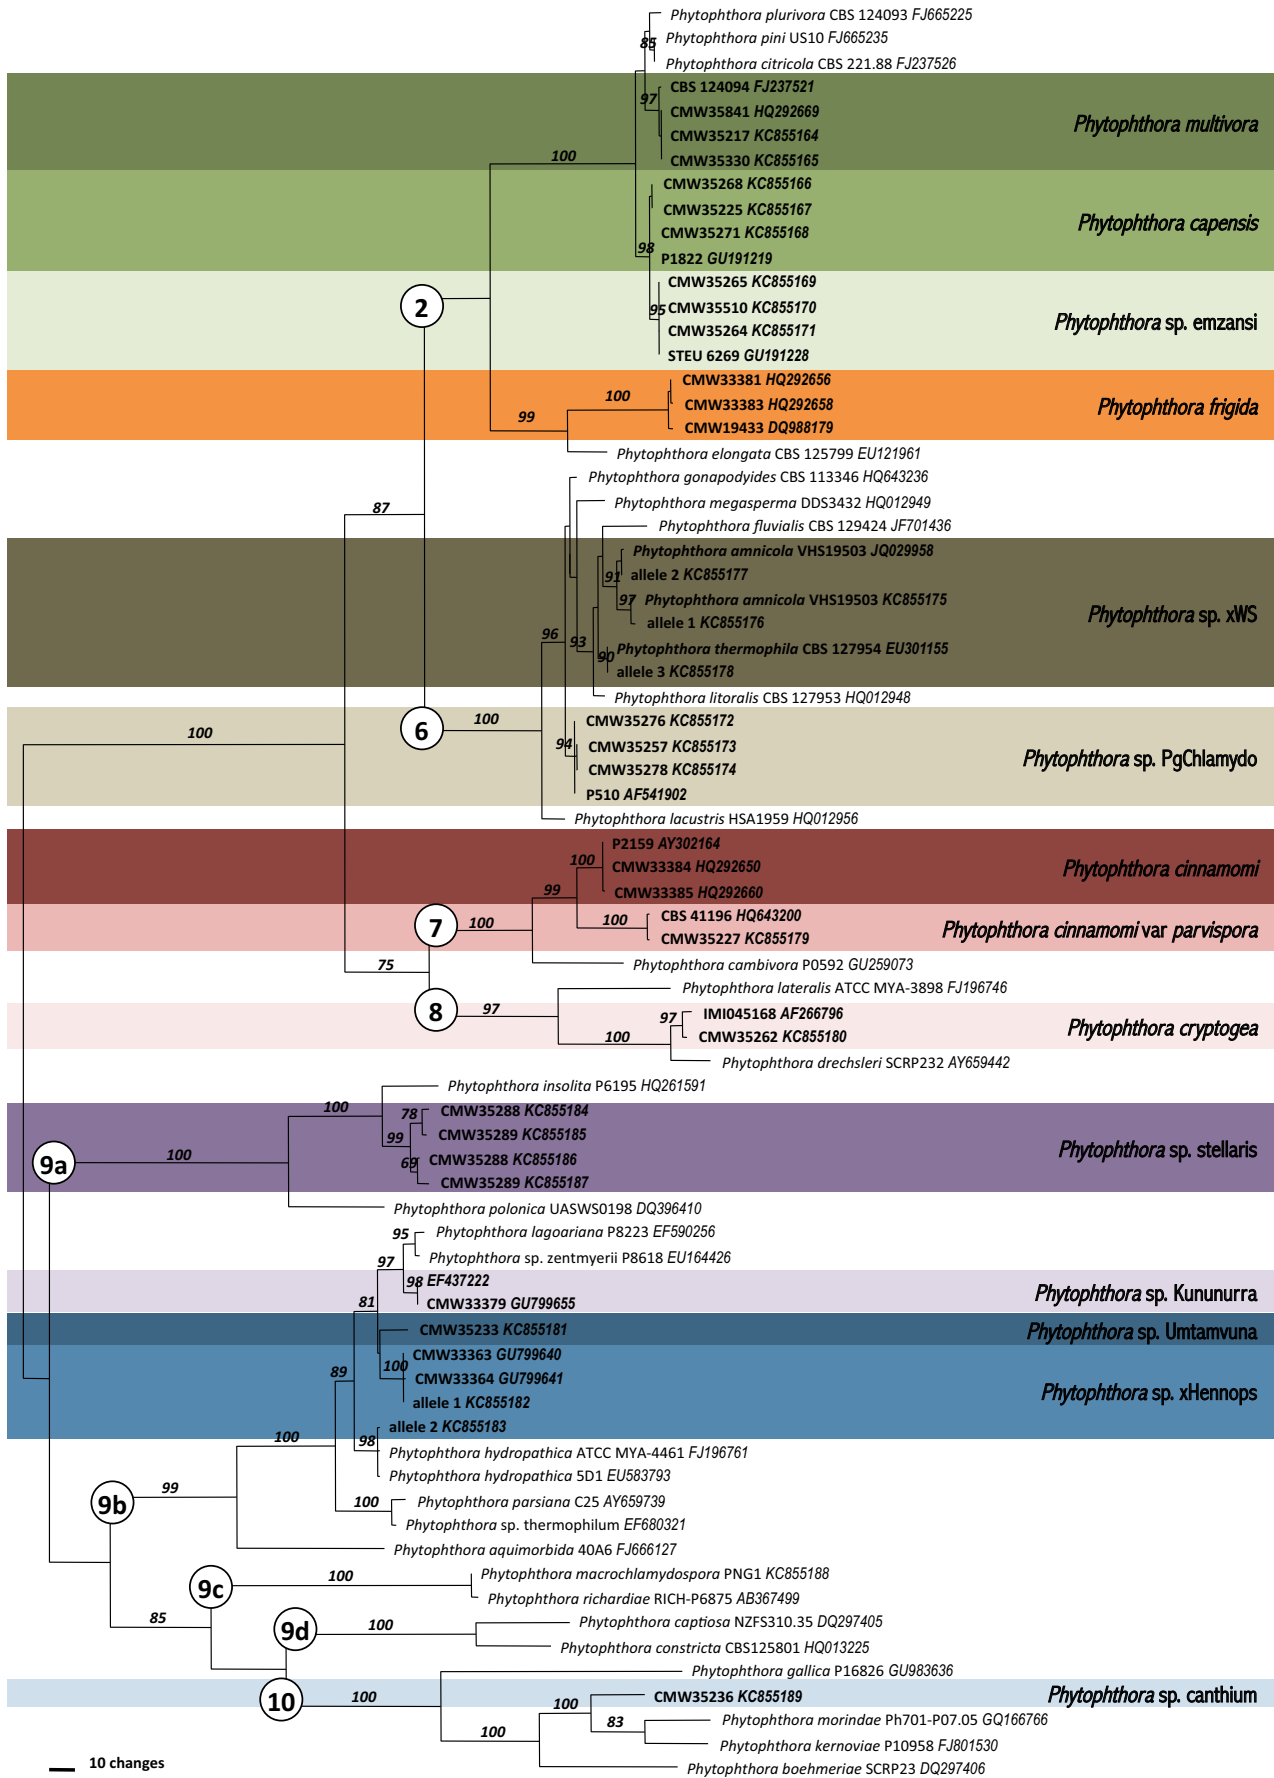 Phytophthora plurivora CBS 124093 FJ665225
85
Phytophthora pini US10 FJ665235
Phytophthora citricola CBS 221.88 FJ237526
CBS 124094 FJ237521
97
CMW35841 HQ292669
Phytophthora multivora
CMW35217 KC855164
100
CMW35330 KC855165
CMW35268 KC855166
CMW35225 KC855167
Phytophthora capensis
CMW35271 KC855168
98
P1822 GU191219
CMW35265 KC855169
2
95
CMW35510 KC855170
Phytophthora sp. emzansi
CMW35264 KC855171
STEU 6269 GU191228
CMW33381 HQ292656
100
CMW33383 HQ292658
Phytophthora frigida
99
CMW19433 DQ988179
Phytophthora elongata CBS 125799 EU121961
Phytophthora gonapodyides CBS 113346 HQ643236
Phytophthora megasperma DDS3432 HQ012949
87
Phytophthora fluvialis CBS 129424 JF701436
Phytophthora amnicola VHS19503 JQ029958
91
allele 2 KC855177
97
Phytophthora amnicola VHS19503 KC855175
Phytophthora sp. xWS
allele 1 KC855176
96
93
90
Phytophthora thermophila CBS 127954 EU301155
allele 3 KC855178
Phytophthora litoralis CBS 127953 HQ012948
6
100
CMW35276 KC855172
100
94
CMW35257 KC855173
Phytophthora sp. PgChlamydo
CMW35278 KC855174
P510 AF541902
Phytophthora lacustris HSA1959 HQ012956
P2159 AY302164
100
CMW33384 HQ292650
Phytophthora cinnamomi
99
CMW33385 HQ292660
7
100
100
CBS 41196 HQ643200
Phytophthora cinnamomi var parvispora
CMW35227 KC855179
75
Phytophthora cambivora P0592 GU259073
Phytophthora lateralis ATCC MYA-3898 FJ196746
8
97
97
IMI045168 AF266796
Phytophthora cryptogea
100
CMW35262 KC855180
Phytophthora drechsleri SCRP232 AY659442
Phytophthora insolita P6195 HQ261591
100
78
CMW35288 KC855184
99
CMW35289 KC855185
Phytophthora sp. stellaris
9a
100
69
CMW35288 KC855186
CMW35289 KC855187
Phytophthora polonica UASWS0198 DQ396410
95
Phytophthora lagoariana P8223 EF590256
97
Phytophthora sp. zentmyerii P8618 EU164426
98
EF437222
Phytophthora sp. Kununurra
81
CMW33379 GU799655
CMW35233 KC855181
Phytophthora sp. Umtamvuna
CMW33363 GU799640
89
100
CMW33364 GU799641
Phytophthora sp. xHennops
allele 1 KC855182
allele 2 KC855183
100
98
Phytophthora hydropathica ATCC MYA-4461 FJ196761
Phytophthora hydropathica 5D1 EU583793
9b
99
100
Phytophthora parsiana C25 AY659739
Phytophthora sp. thermophilum EF680321
Phytophthora aquimorbida 40A6 FJ666127
9c
100
Phytophthora macrochlamydospora PNG1 KC855188
Phytophthora richardiae RICH-P6875 AB367499
85
9d
100
Phytophthora captiosa NZFS310.35 DQ297405
Phytophthora constricta CBS125801 HQ013225
Phytophthora gallica P16826 GU983636
10
100
100
CMW35236 KC855189
Phytophthora sp. canthium
83
Phytophthora morindae Ph701-P07.05 GQ166766
100
Phytophthora kernoviae P10958 FJ801530
Phytophthora boehmeriae SCRP23 DQ297406
10 changes